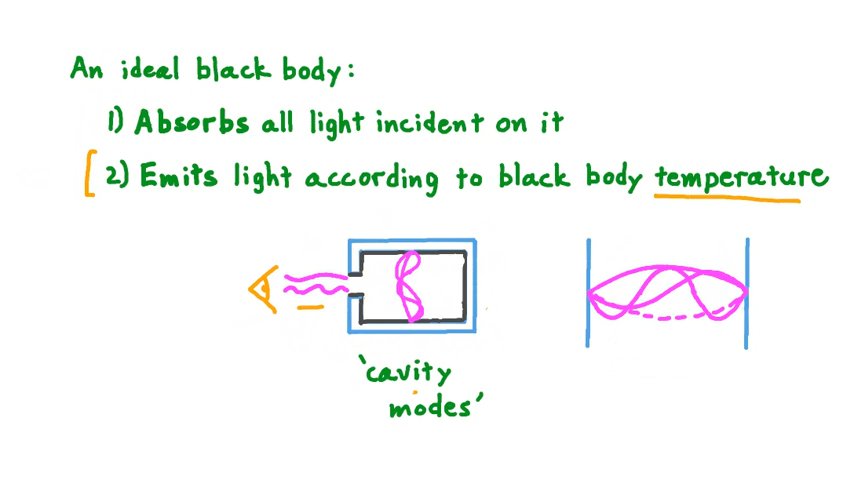 An ideal black body:
1) Absorbs all light incident on it
2) Emits light according to black body temperature
'cavity
modes'